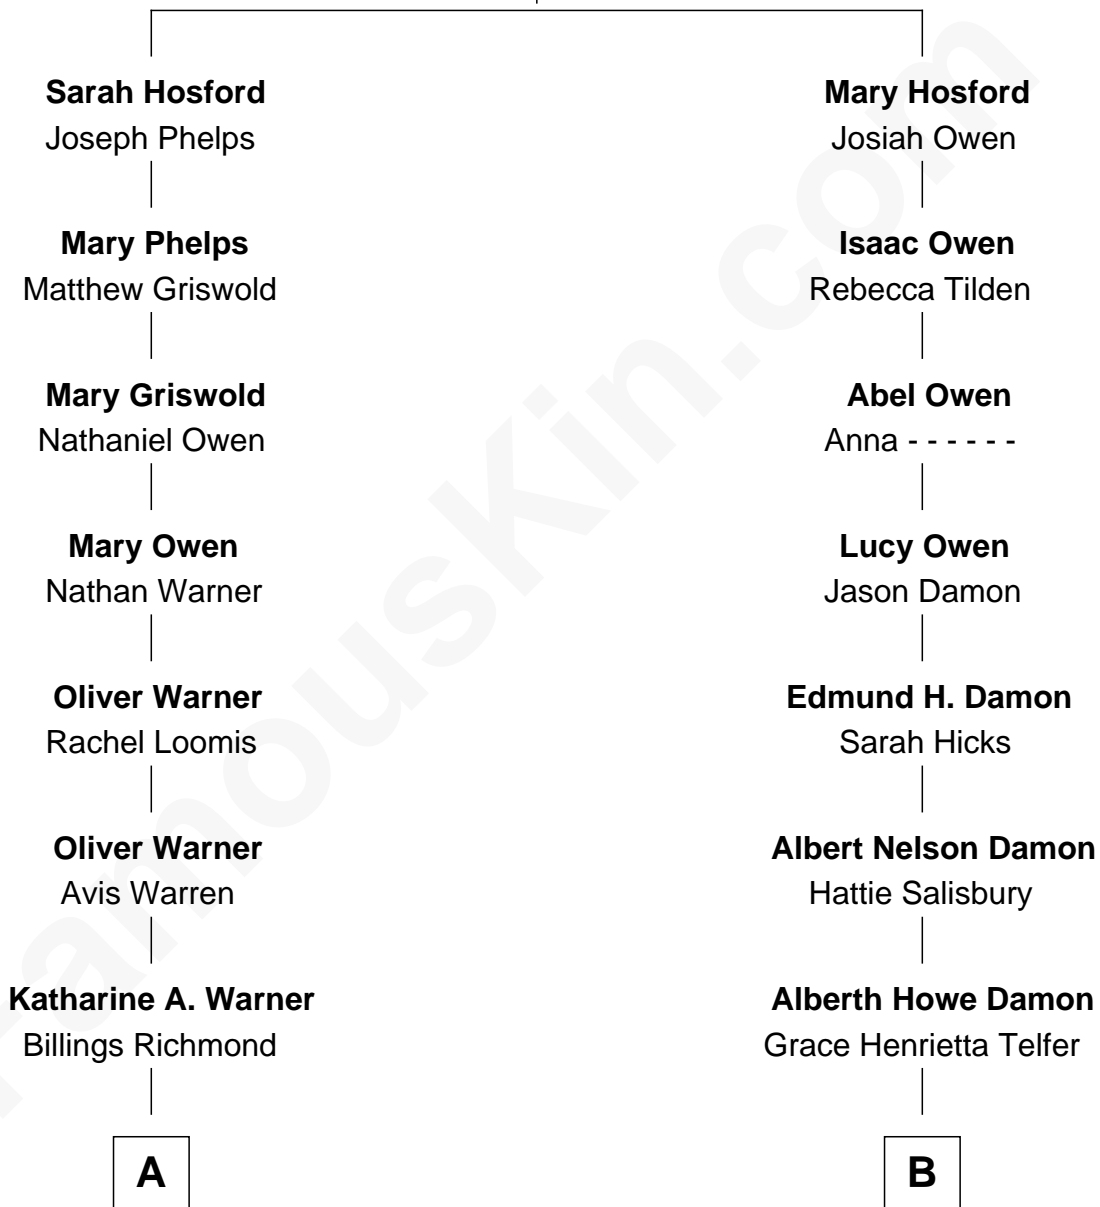 Sarah Hosford
Joseph Phelps
Mary Phelps
Matthew Griswold
Mary Griswold
Nathaniel Owen
Mary Owen
Nathan Warner
Oliver Warner
Rachel Loomis
Oliver Warner
Avis Warren
Katharine A. Warner
Billings Richmond
A
Mary Hosford
Josiah Owen
Isaac Owen
Rebecca Tilden
Abel Owen
Anna - - - - - -
Lucy Owen
Jason Damon
Edmund H. Damon
Sarah Hicks
Albert Nelson Damon
Hattie Salisbury
Alberth Howe Damon
Grace Henrietta Telfer
B
FamousKin.com